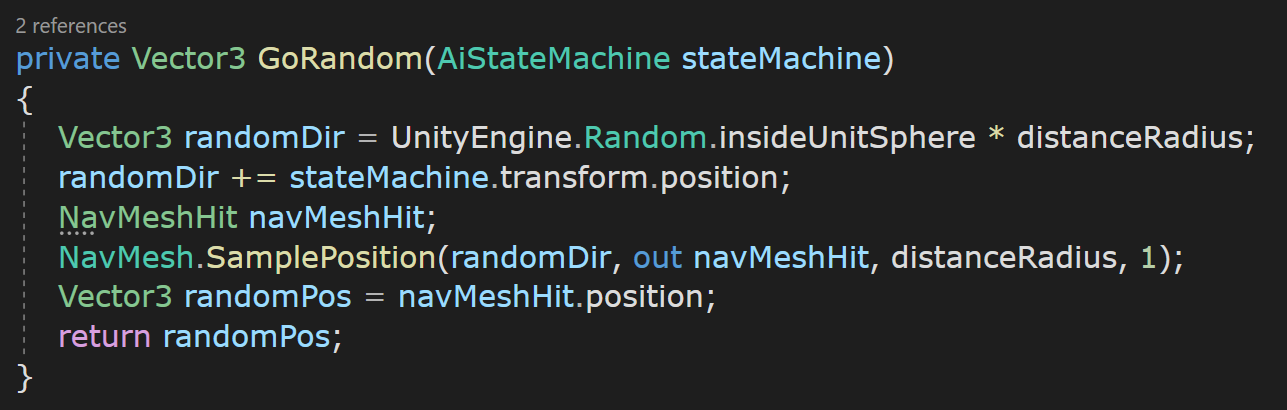 2 references
private Vector3 GoRandom(AiStateMachine stateMachine)
{
Vector3 randomDir = UnityEngine.Random.insideUnitSphere * distanceRadius;
randomDir += stateMachine.transform.position;
NavMeshHit navMeshHit;
NavMesh.SamplePosition(randomDir, out navMeshHit, distanceRadius, 1);
Vector3 randomPos = navMeshHit.position;
return randomPos;
}